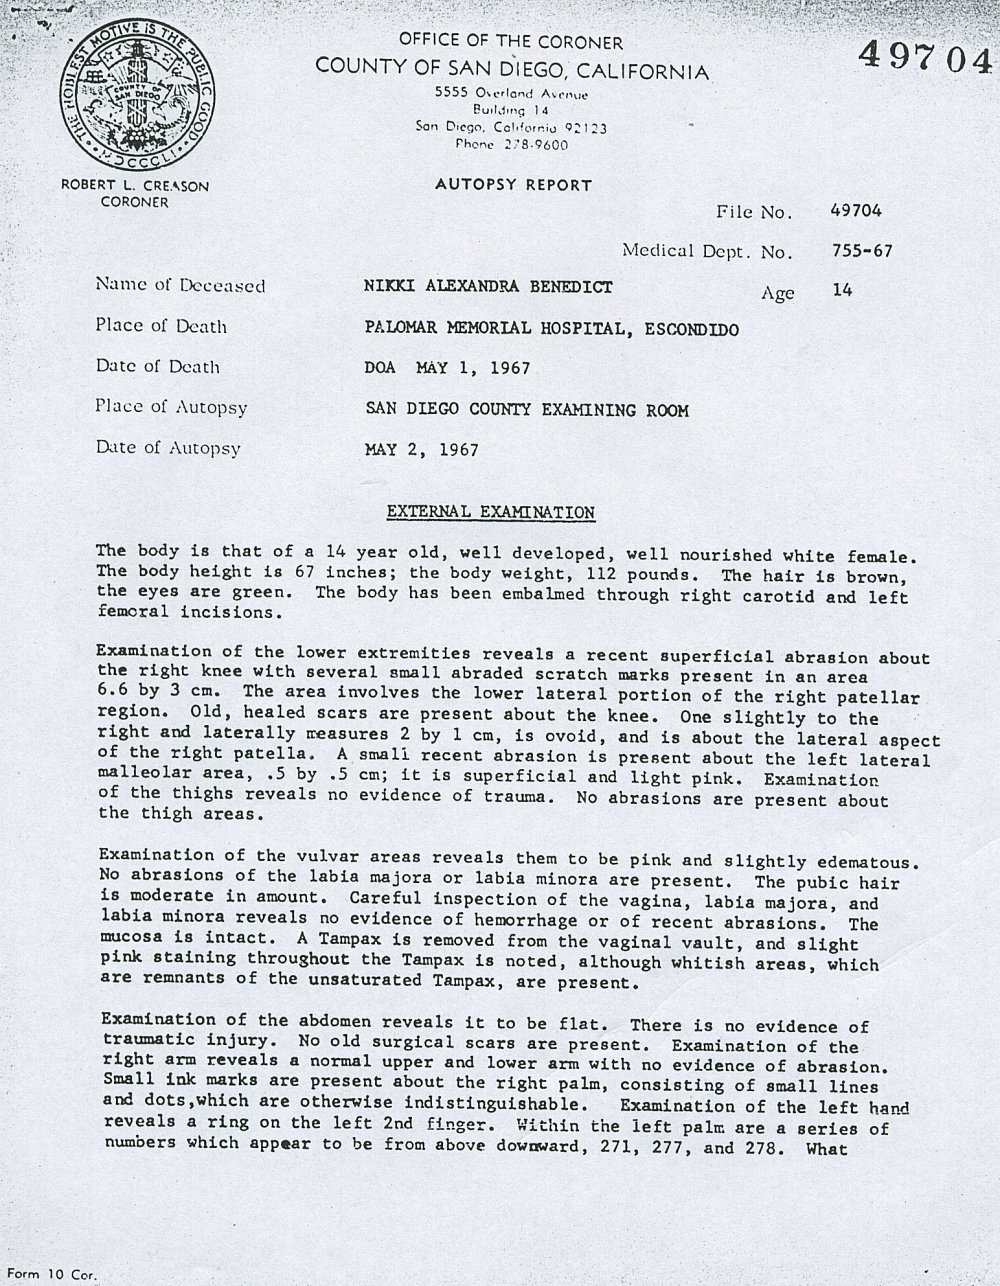 OFFICE OF THE CORONER
49704
COUNTY OF SAN DIEGO, CALIFORNIA
5555 Overland Avenue
Building 14
San Diego, California 92123
Phone 278-9600
THE NOBLEST MOTIVE IS THE PUBLIC GOOD
COUNTY OF
SAN DIEGO
MDCCCLI
ROBERT L. CREASON
CORONER
AUTOPSY REPORT
File No. 49704
Medical Dept. No. 755-67
Name of Deceased NIKKI ALEXANDRA BENEDICT Age 14
Place of Death PALOMAR MEMORIAL HOSPITAL, ESCONDIDO
Date of Death DOA MAY 1, 1967
Place of Autopsy SAN DIEGO COUNTY EXAMINING ROOM
Date of Autopsy MAY 2, 1967
EXTERNAL EXAMINATION
The body is that of a 14 year old, well developed, well nourished white female.
The body height is 67 inches; the body weight, 112 pounds. The hair is brown,
the eyes are green. The body has been embalmed through right carotid and left
femoral incisions.
Examination of the lower extremities reveals a recent superficial abrasion about
the right knee with several small abraded scratch marks present in an area
6.6 by 3 cm. The area involves the lower lateral portion of the right patellar
region. Old, healed scars are present about the knee. One slightly to the
right and laterally measures 2 by 1 cm, is ovoid, and is about the lateral aspect
of the right patella. A small recent abrasion is present about the left lateral
malleolar area, .5 by .5 cm; it is superficial and light pink. Examination
of the thighs reveals no evidence of trauma. No abrasions are present about
the thigh areas.
Examination of the vulvar areas reveals them to be pink and slightly edematous.
No abrasions of the labia majora or labia minora are present. The pubic hair
is moderate in amount. Careful inspection of the vagina, labia majora, and
labia minora reveals no evidence of hemorrhage or of recent abrasions. The
mucosa is intact. A Tampax is removed from the vaginal vault, and slight
pink staining throughout the Tampax is noted, although whitish areas, which
are remnants of the unsaturated Tampax, are present.
Examination of the abdomen reveals it to be flat. There is no evidence of
traumatic injury. No old surgical scars are present. Examination of the
right arm reveals a normal upper and lower arm with no evidence of abrasion.
Small ink marks are present about the right palm, consisting of small lines
and dots,which are otherwise indistinguishable. Examination of the left hand
reveals a ring on the left 2nd finger. Within the left palm are a series of
numbers which appear to be from above downward, 271, 277, and 278. What
Form 10 Cor.